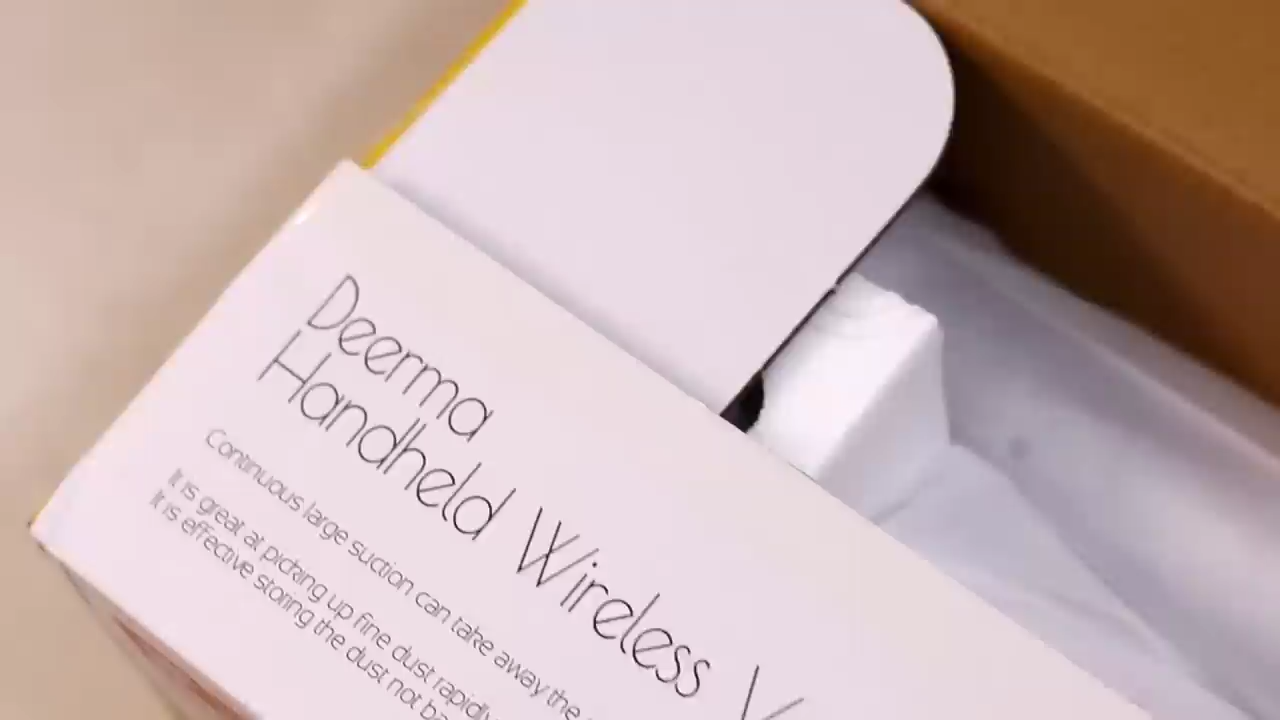 Deerma
Handheld Wireless
Continuous large suction can take away the
It is great at picking up fine dust rapidly
It is effective storing the dust not